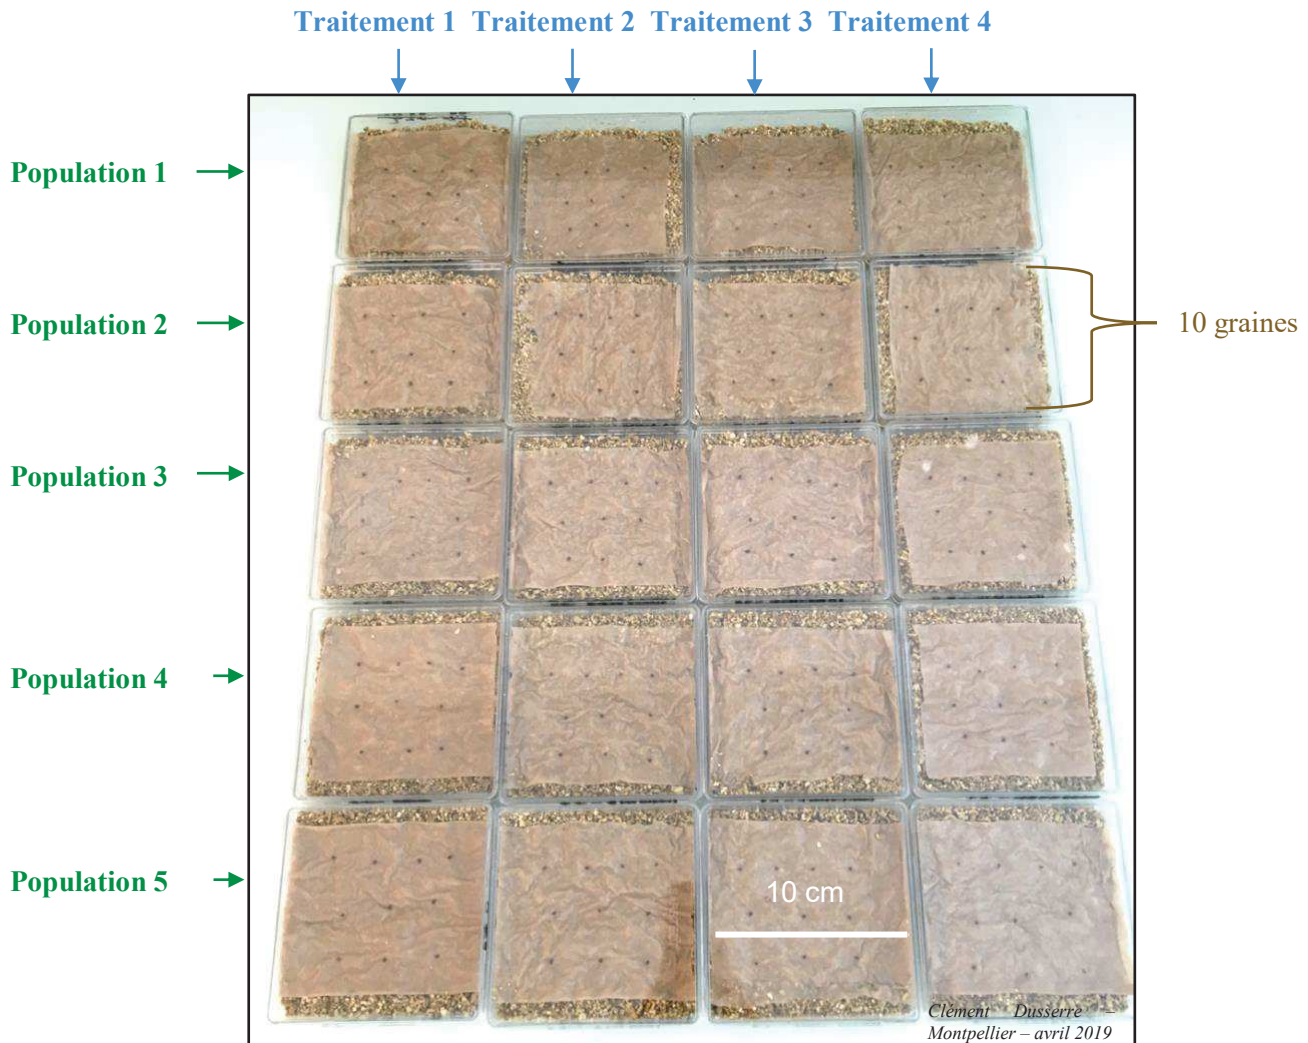 Traitement 1 Traitement 2 Traitement 3 Traitement 4
Population 1
Population 2
10 graines
Population 3
Population 4
Population 5
10 cm
Clément Dusserre –
Montpellier – avril 2019